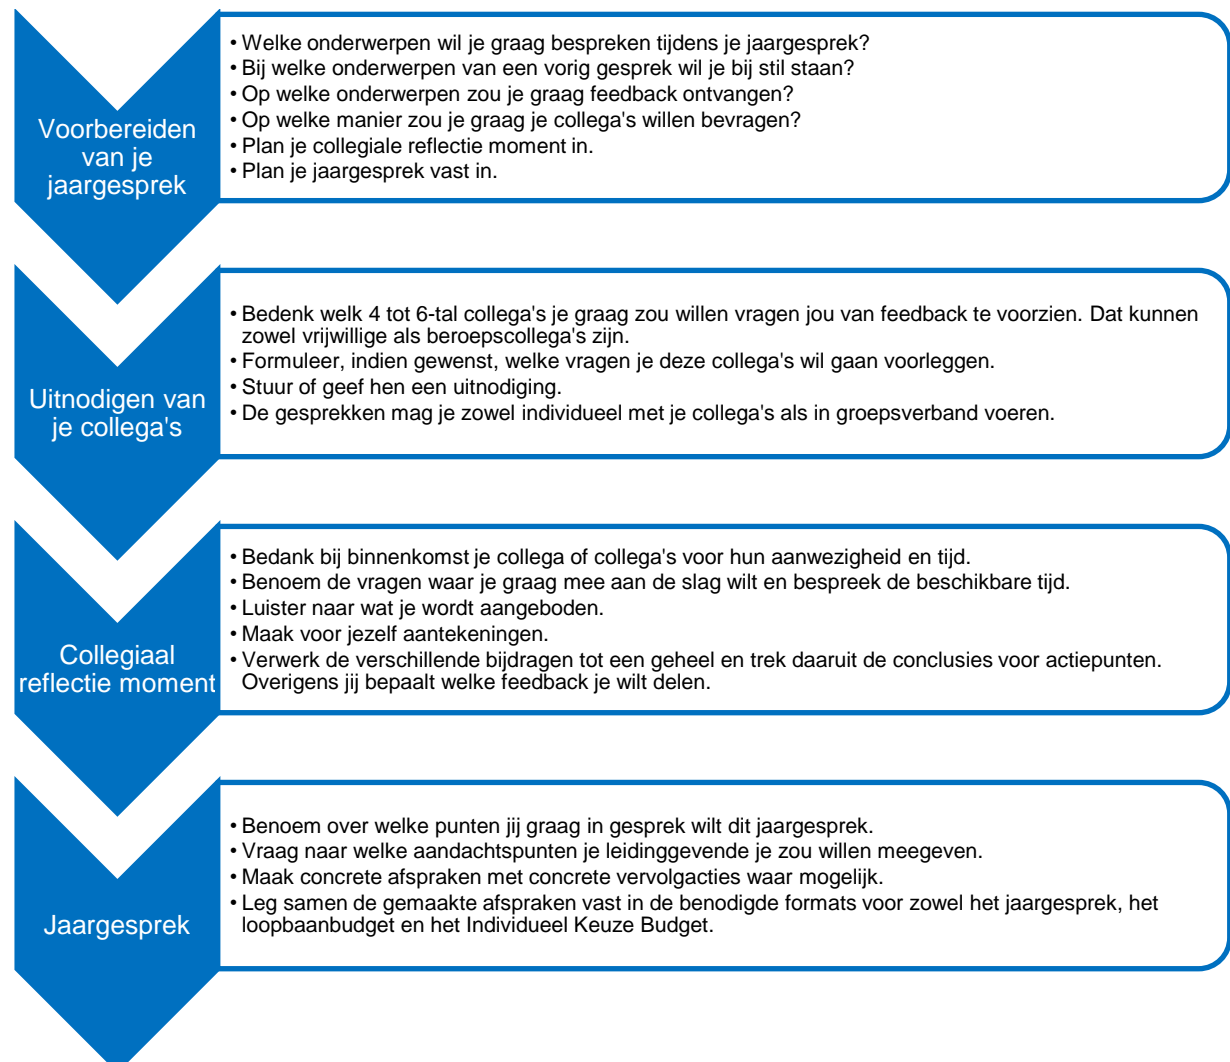 Voorbereiden
van je
jaargesprek
• Welke onderwerpen wil je graag bespreken tijdens je jaargesprek?
• Bij welke onderwerpen van een vorig gesprek wil je bij stil staan?
• Op welke onderwerpen zou je graag feedback ontvangen?
• Op welke manier zou je graag je collega's willen bevragen?
• Plan je collegiale reflectie moment in.
• Plan je jaargesprek vast in.
Uitnodigen van
je collega's
• Bedenk welk 4 tot 6-tal collega's je graag zou willen vragen jou van feedback te voorzien. Dat kunnen
zowel vrijwillige als beroepscollega's zijn.
• Formuleer, indien gewenst, welke vragen je deze collega's wil gaan voorleggen.
• Stuur of geef hen een uitnodiging.
• De gesprekken mag je zowel individueel met je collega's als in groepsverband voeren.
Collegiaal
reflectie moment
• Bedank bij binnenkomst je collega of collega's voor hun aanwezigheid en tijd.
• Benoem de vragen waar je graag mee aan de slag wilt en bespreek de beschikbare tijd.
• Luister naar wat je wordt aangeboden.
• Maak voor jezelf aantekeningen.
• Verwerk de verschillende bijdragen tot een geheel en trek daaruit de conclusies voor actiepunten.
Overigens jij bepaalt welke feedback je wilt delen.
Jaargesprek
• Benoem over welke punten jij graag in gesprek wilt dit jaargesprek.
• Vraag naar welke aandachtspunten je leidinggevende je zou willen meegeven.
• Maak concrete afspraken met concrete vervolgacties waar mogelijk.
• Leg samen de gemaakte afspraken vast in de benodigde formats voor zowel het jaargesprek, het
loopbaanbudget en het Individueel Keuze Budget.